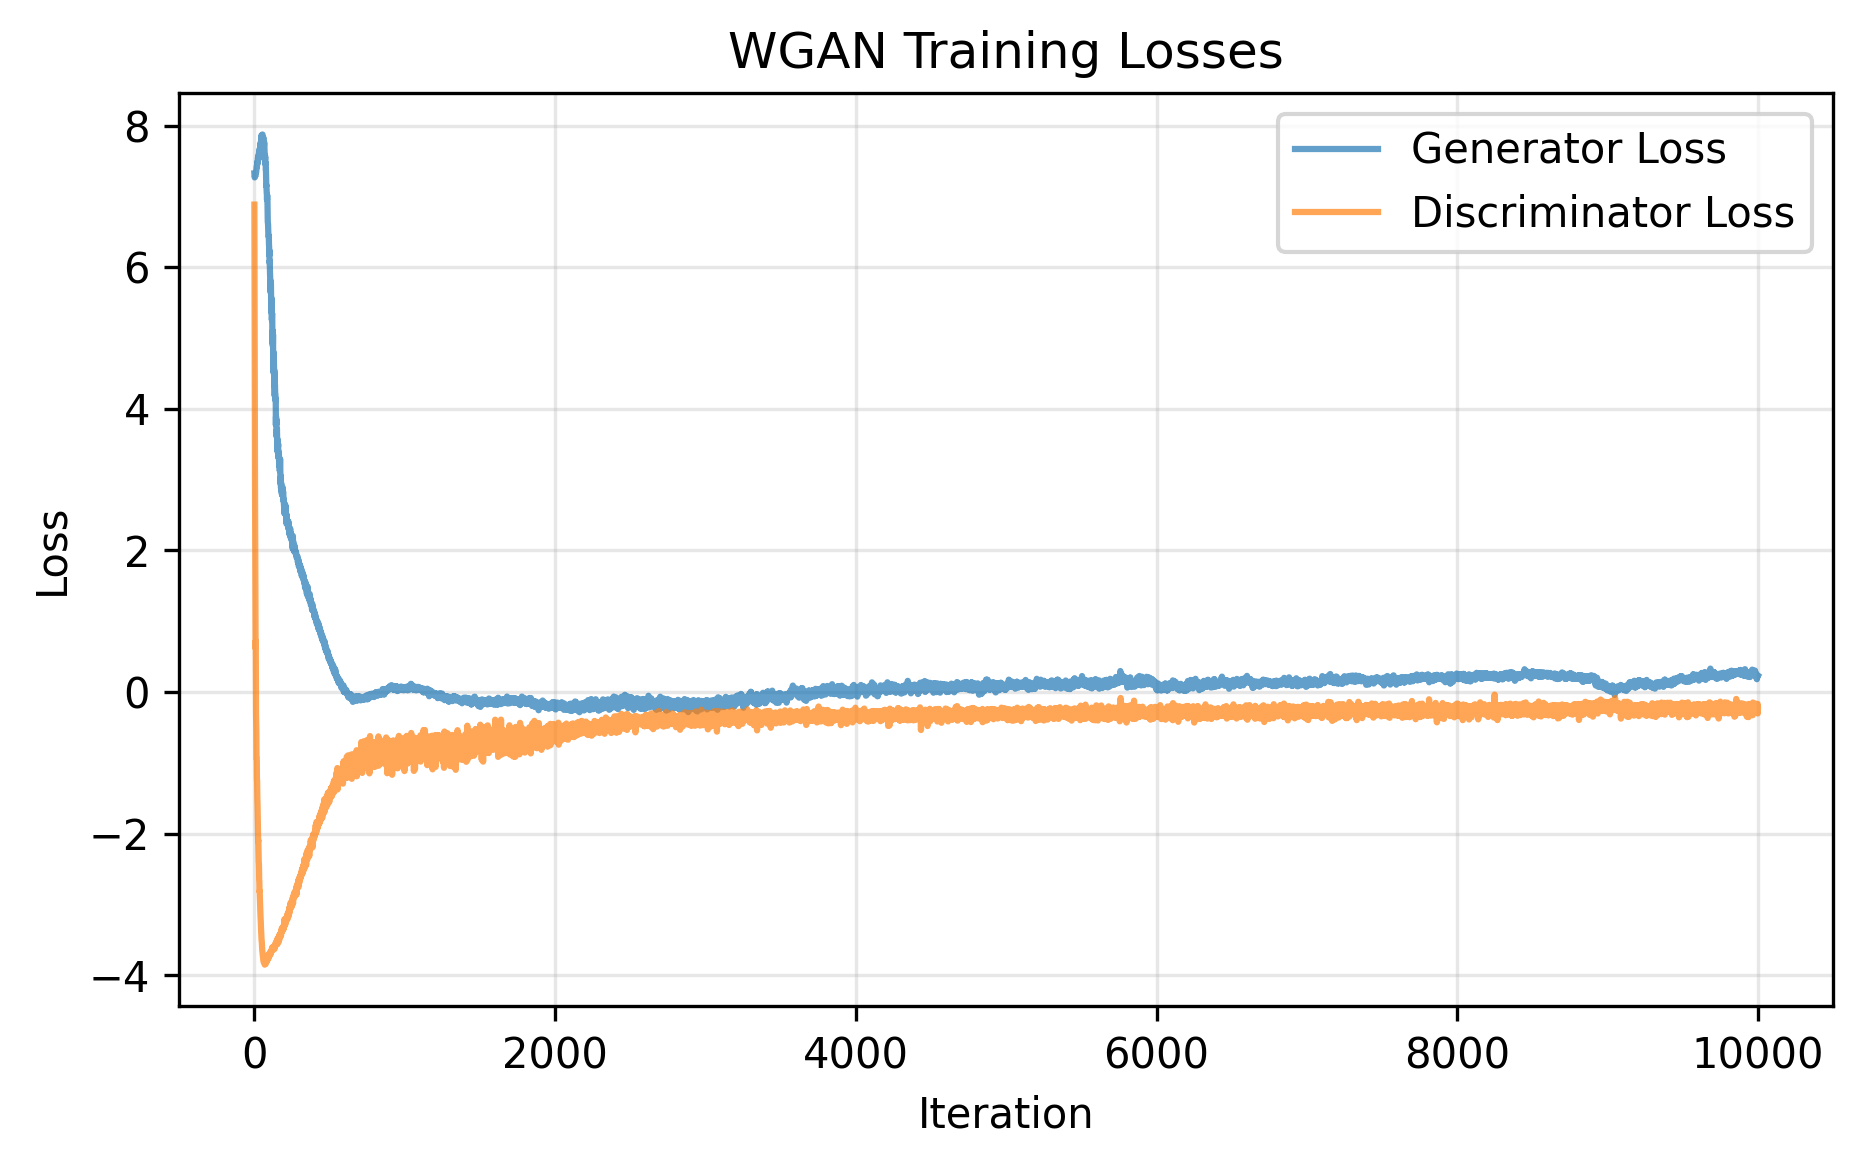 WGAN Training Losses
8
6
4
2
0
−2
−4
Loss
Generator Loss
Discriminator Loss
0 2000 4000 6000 8000 10000
Iteration